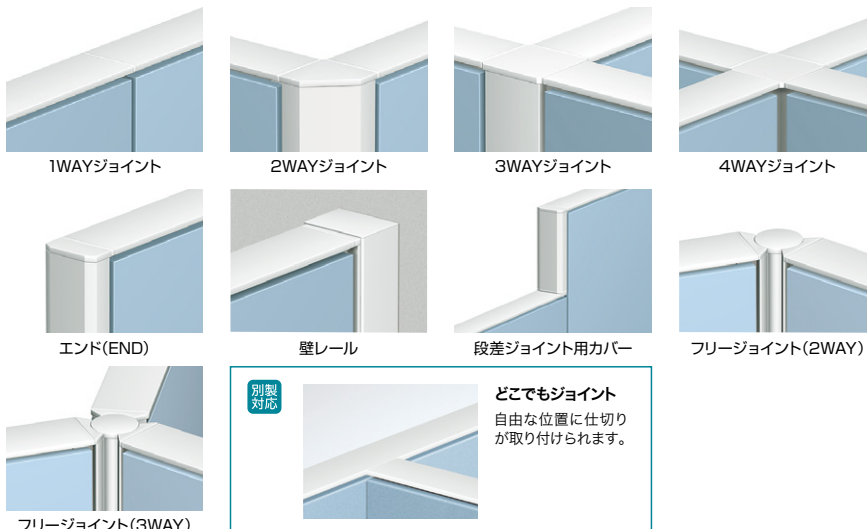 1WAYジョイント
2WAYジョイント
3WAYジョイント
4WAYジョイント
エンド(END)
壁レール
段差ジョイント用カバー
フリージョイント(2WAY)
フリージョイント(3WAY)
別製
対応
どこでもジョイント
自由な位置に仕切り
が取り付けられます。